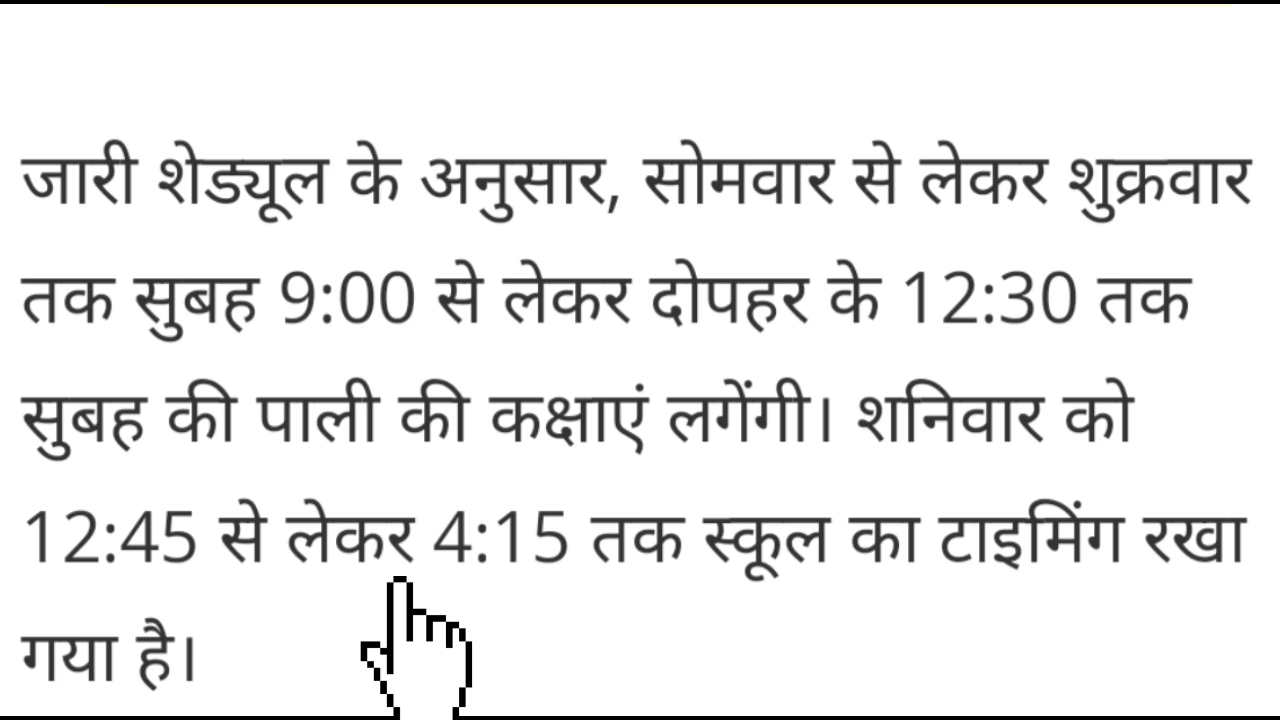 जारी शेड्यूल के अनुसार, सोमवार से लेकर शुक्रवार
तक सुबह 9:00 से लेकर दोपहर के 12:30 तक
सुबह की पाली की कक्षाएं लगेंगी। शनिवार को
12:45 से लेकर 4:15 तक स्कूल का टाइमिंग रखा
गया है।